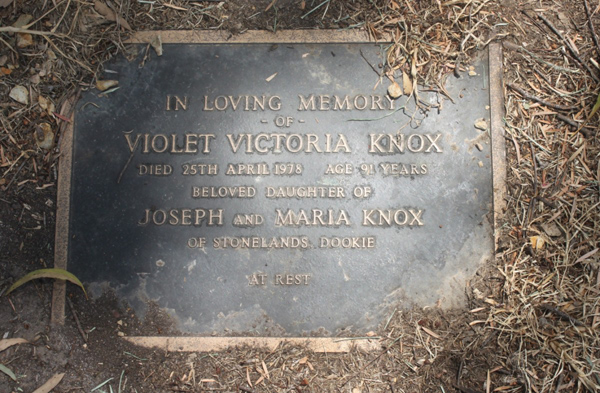 IN LOVING MEMORY
- OF -
VIOLET VICTORIA KNOX
DIED 25TH APRIL 1978 AGE 91 YEARS
BELOVED DAUGHTER OF
JOSEPH AND MARIA KNOX
OF STONELANDS, DOOKIE
AT REST